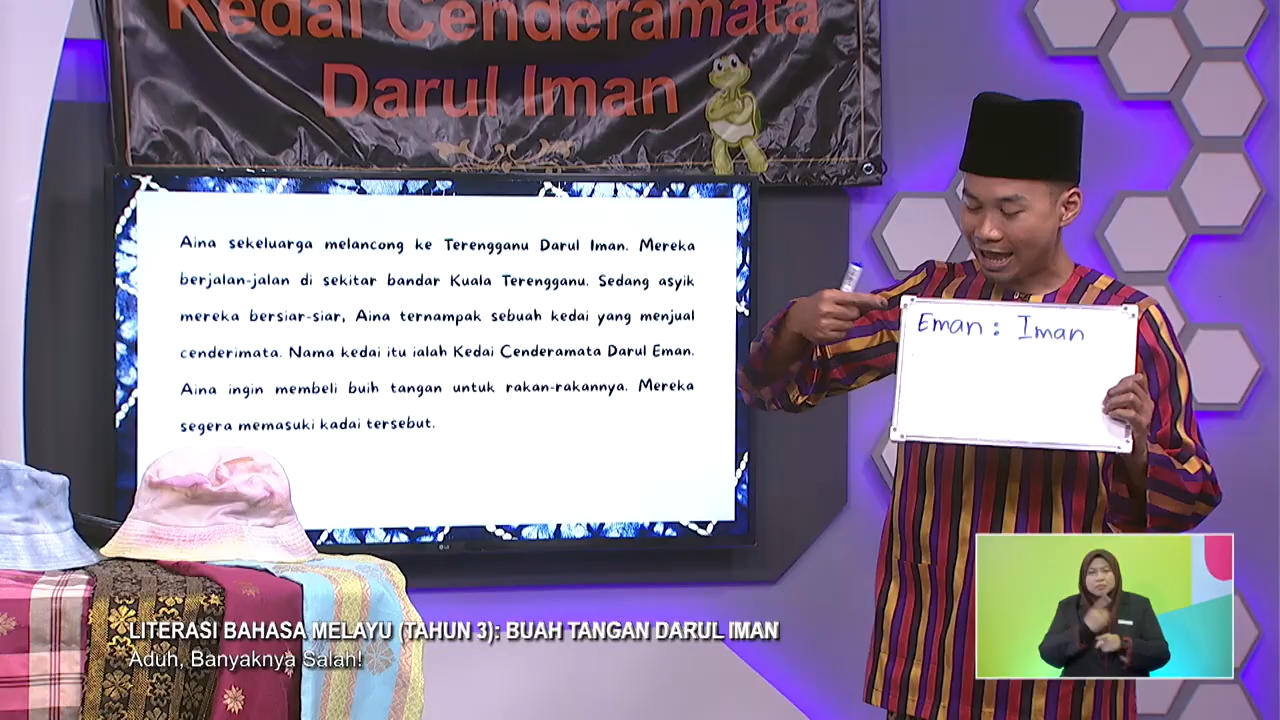 Kedai Cenderamata
Darul Iman
Aina sekeluarga melancong ke Terengganu Darul Iman. Mereka
berjalan-jalan di sekitar bandar Kuala Terengganu. Sedang asyik
mereka bersiar-siar, Aina ternampak sebuah kedai yang menjual
cenderimata. Nama kedai itu ialah Kedai Cenderamata Darul Eman.
Aina ingin membeli buih tangan untuk rakan-rakannya. Mereka
segera memasuki kadai tersebut.
Eman : Iman
LG
LITERASI BAHASA MELAYU (TAHUN 3): BUAH TANGAN DARUL IMAN
Aduh, Banyaknya Salah!